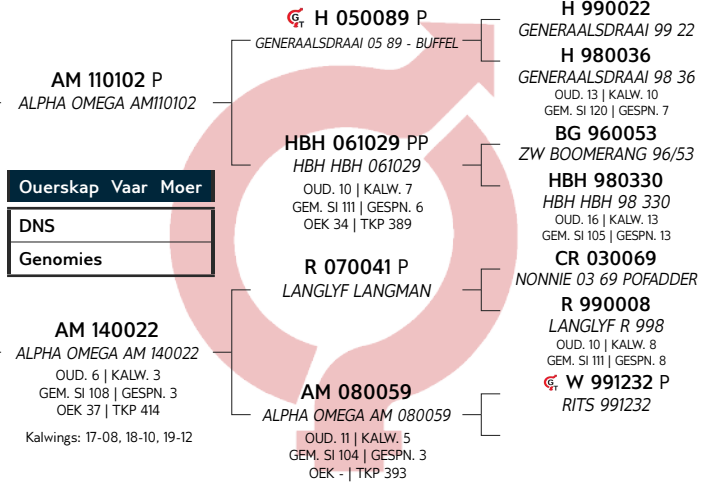 AM 110102 P
ALPHA OMEGA AM110102
GT H 050089 P
GENERAALSDRAAI 05 89 - BUFFEL
H 990022
GENERAALSDRAAI 99 22
H 980036
GENERAALSDRAAI 98 36
OUD. 13 | KALW. 10
GEM. SI 120 | GESPN. 7
HBH 061029 PP
HBH HBH 061029
OUD. 10 | KALW. 7
GEM. SI 111 | GESPN. 6
OEK 34 | TKP 389
BG 960053
ZW BOOMERANG 96/53
HBH 980330
HBH HBH 98 330
OUD. 16 | KALW. 13
GEM. SI 105 | GESPN. 13
Ouerskap Vaar Moer
DNS
Genomies
AM 140022
ALPHA OMEGA AM 140022
OUD. 6 | KALW. 3
GEM. SI 108 | GESPN. 3
OEK 37 | TKP 414
Kalwings: 17-08, 18-10, 19-12
R 070041 P
LANGLYF LANGMAN
CR 030069
NONNIE 03 69 POFADDER
R 990008
LANGLYF R 998
OUD. 10 | KALW. 8
GEM. SI 111 | GESPN. 8
AM 080059
ALPHA OMEGA AM 080059
OUD. 11 | KALW. 5
GEM. SI 104 | GESPN. 3
OEK - | TKP 393
GT W 991232 P
RITS 991232